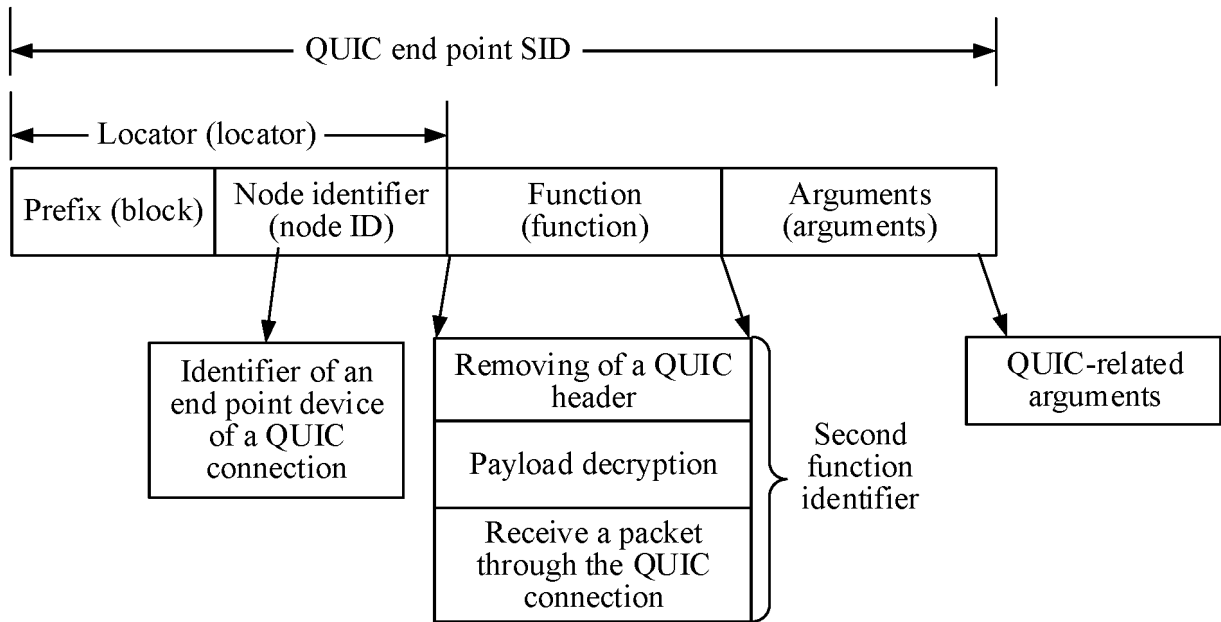 QUIC end point SID
Locator (locator)
Prefix (block)
Node identifier
(node ID)
Function
(function)
Arguments
(arguments)
Identifier of an
end point device
of a QUIC
connection
Removing of a QUIC
header
Payload decryption
Receive a packet
through the QUIC
connection
Second
function
identifier
QUIC-related
arguments